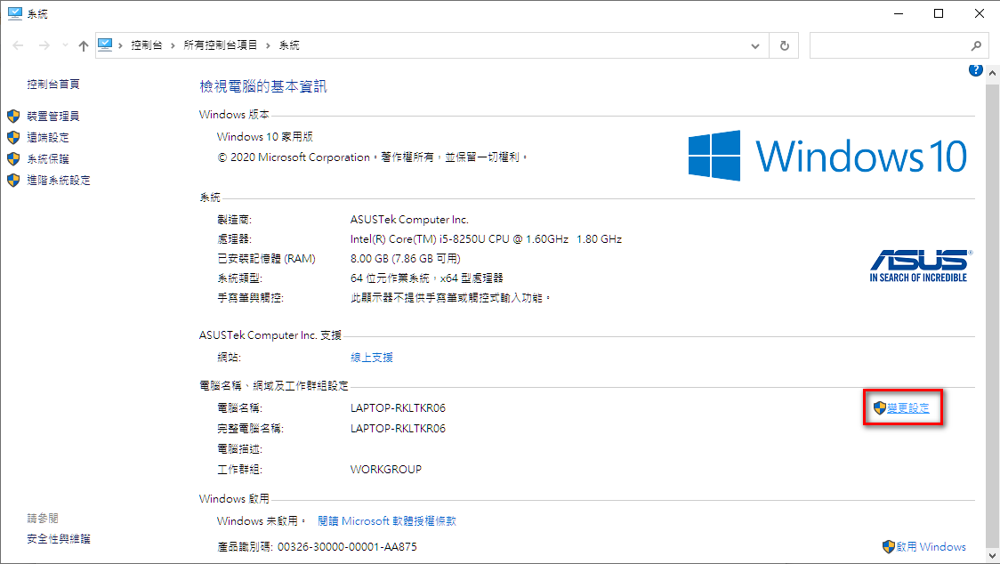 系統
控制台 > 所有控制台項目 > 系統
控制台首頁
裝置管理員
遠端設定
系統保護
進階系統設定
檢視電腦的基本資訊
Windows 版本
Windows 10 家用版
© 2020 Microsoft Corporation。著作權所有，並保留一切權利。
Windows 10
系統
製造商: ASUSTek Computer Inc.
處理器: Intel(R) Core(TM) i5-8250U CPU @ 1.60GHz 1.80 GHz
已安裝記憶體 (RAM) 8.00 GB (7.86 GB 可用)
系統類型: 64 位元作業系統，x64 型處理器
手寫筆與觸控: 此顯示器不提供手寫筆或觸控式輸入功能。
ASUS®
IN SEARCH OF INCREDIBLE
ASUSTek Computer Inc. 支援
網站: 線上支援
電腦名稱、網域及工作群組設定
電腦名稱: LAPTOP-RKLTKR06 變更設定
完整電腦名稱: LAPTOP-RKLTKR06
電腦描述:
工作群組: WORKGROUP
Windows 啟用
Windows 未啟用。 閱讀 Microsoft 軟體授權條款
產品識別碼: 00326-30000-00001-AA875 啟用 Windows
請參閱
安全性與維護